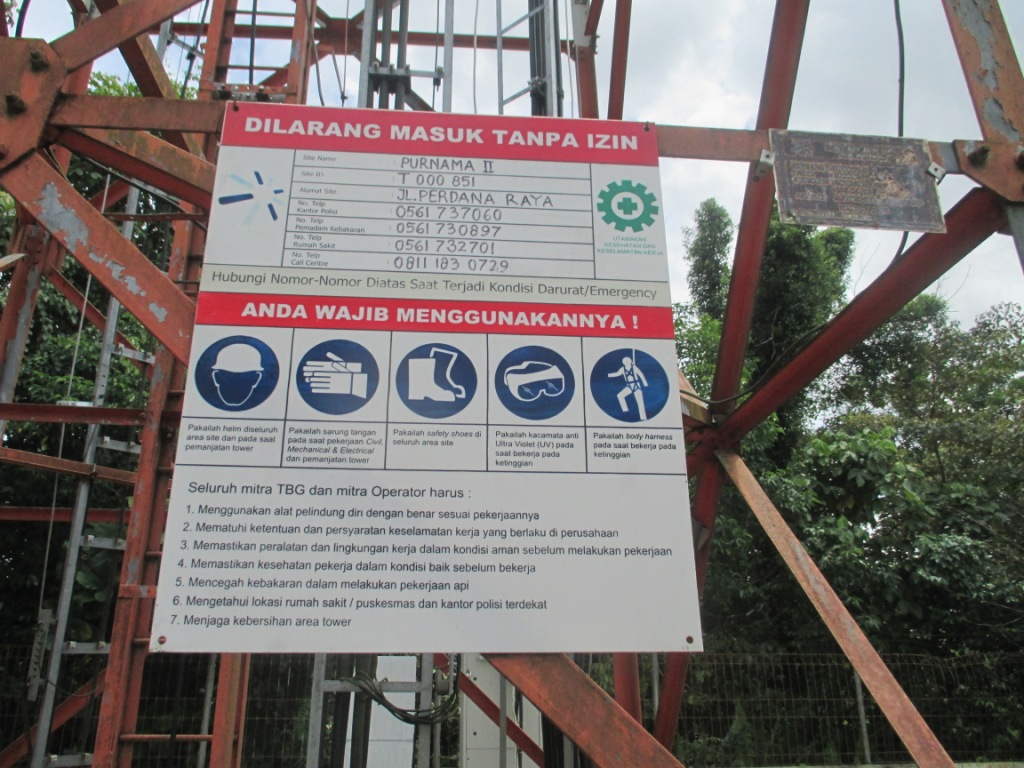 DILARANG MASUK TANPA IZIN
Site Name : PURNAMA II
Site ID : T 000 851
Alamat Site : JL.PERDANA RAYA
No. Telp
Kantor Polisi : 0561 737060
No. Telp
Pemadam Kebakaran : 0561 730897
No. Telp
Rumah Sakit : 0561 732701
No. Telp
Call Centre : 0811 183 0729
UTAMAKAN
KESEHATAN DAN
KESELAMATAN KERJA
Hubungi Nomor-Nomor Diatas Saat Terjadi Kondisi Darurat/Emergency
ANDA WAJIB MENGGUNAKANNYA !
Pakailah helm diseluruh
area site dan pada saat
pemanjatan tower
Pakailah sarung tangan
pada saat pekerjaan Civil,
Mechanical & Electrical
dan pemanjatan tower
Pakailah safety shoes di
seluruh area site
Pakailah kacamata anti
Ultra Violet (UV) pada
saat bekerja pada
ketinggian
Pakailah body harness
pada saat bekerja pada
ketinggian
Seluruh mitra TBG dan mitra Operator harus :
1. Menggunakan alat pelindung diri dengan benar sesuai pekerjaannya
2. Mematuhi ketentuan dan persyaratan keselamatan kerja yang berlaku di perusahaan
3. Memastikan peralatan dan lingkungan kerja dalam kondisi aman sebelum melakukan pekerjaan
4. Memastikan kesehatan pekerja dalam kondisi baik sebelum bekerja
5. Mencegah kebakaran dalam melakukan pekerjaan api
6. Mengetahui lokasi rumah sakit / puskesmas dan kantor polisi terdekat
7. Menjaga kebersihan area tower